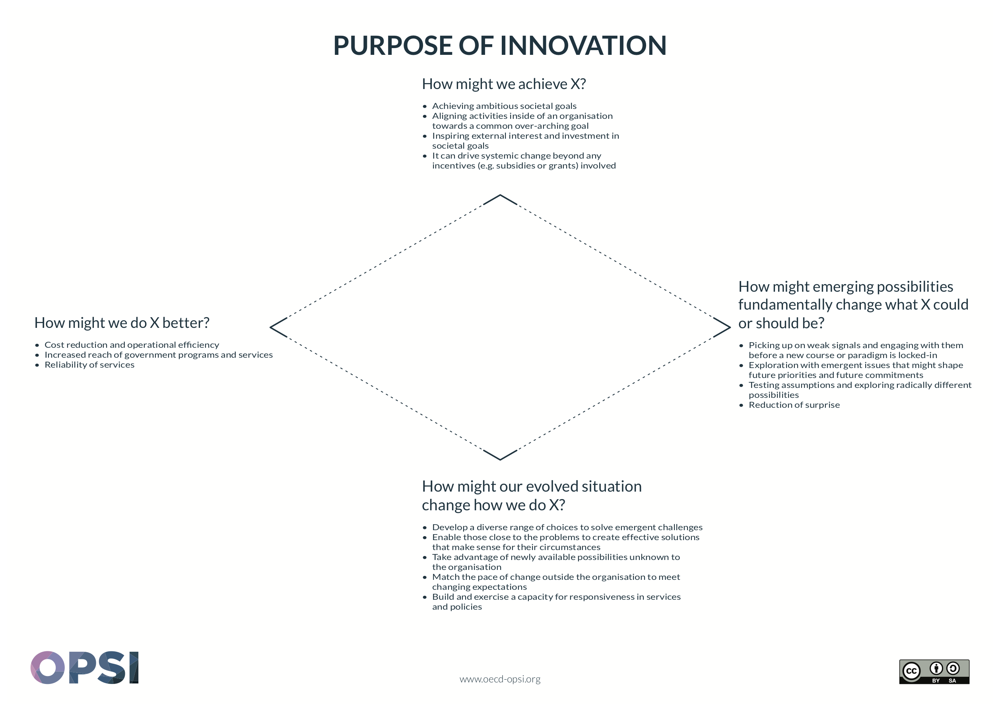 PURPOSE OF INNOVATION
How might we achieve X?
• Achieving ambitious societal goals
• Aligning activities inside of an organisation
towards a common over-arching goal
• Inspiring external interest and investment in
societal goals
• It can drive systemic change beyond any
incentives (e.g. subsidies or grants) involved
How might we do X better?
• Cost reduction and operational efficiency
• Increased reach of government programs and services
• Reliability of services
How might emerging possibilities
fundamentally change what X could
or should be?
• Picking up on weak signals and engaging with them
before a new course or paradigm is locked-in
• Exploration with emergent issues that might shape
future priorities and future commitments
• Testing assumptions and exploring radically different
possibilities
• Reduction of surprise
How might our evolved situation
change how we do X?
• Develop a diverse range of choices to solve emergent challenges
• Enable those close to the problems to create effective solutions
that make sense for their circumstances
• Take advantage of newly available possibilities unknown to
the organisation
• Match the pace of change outside the organisation to meet
changing expectations
• Build and exercise a capacity for responsiveness in services
and policies
OPSI
www.oecd-opsi.org
cc
BY SA